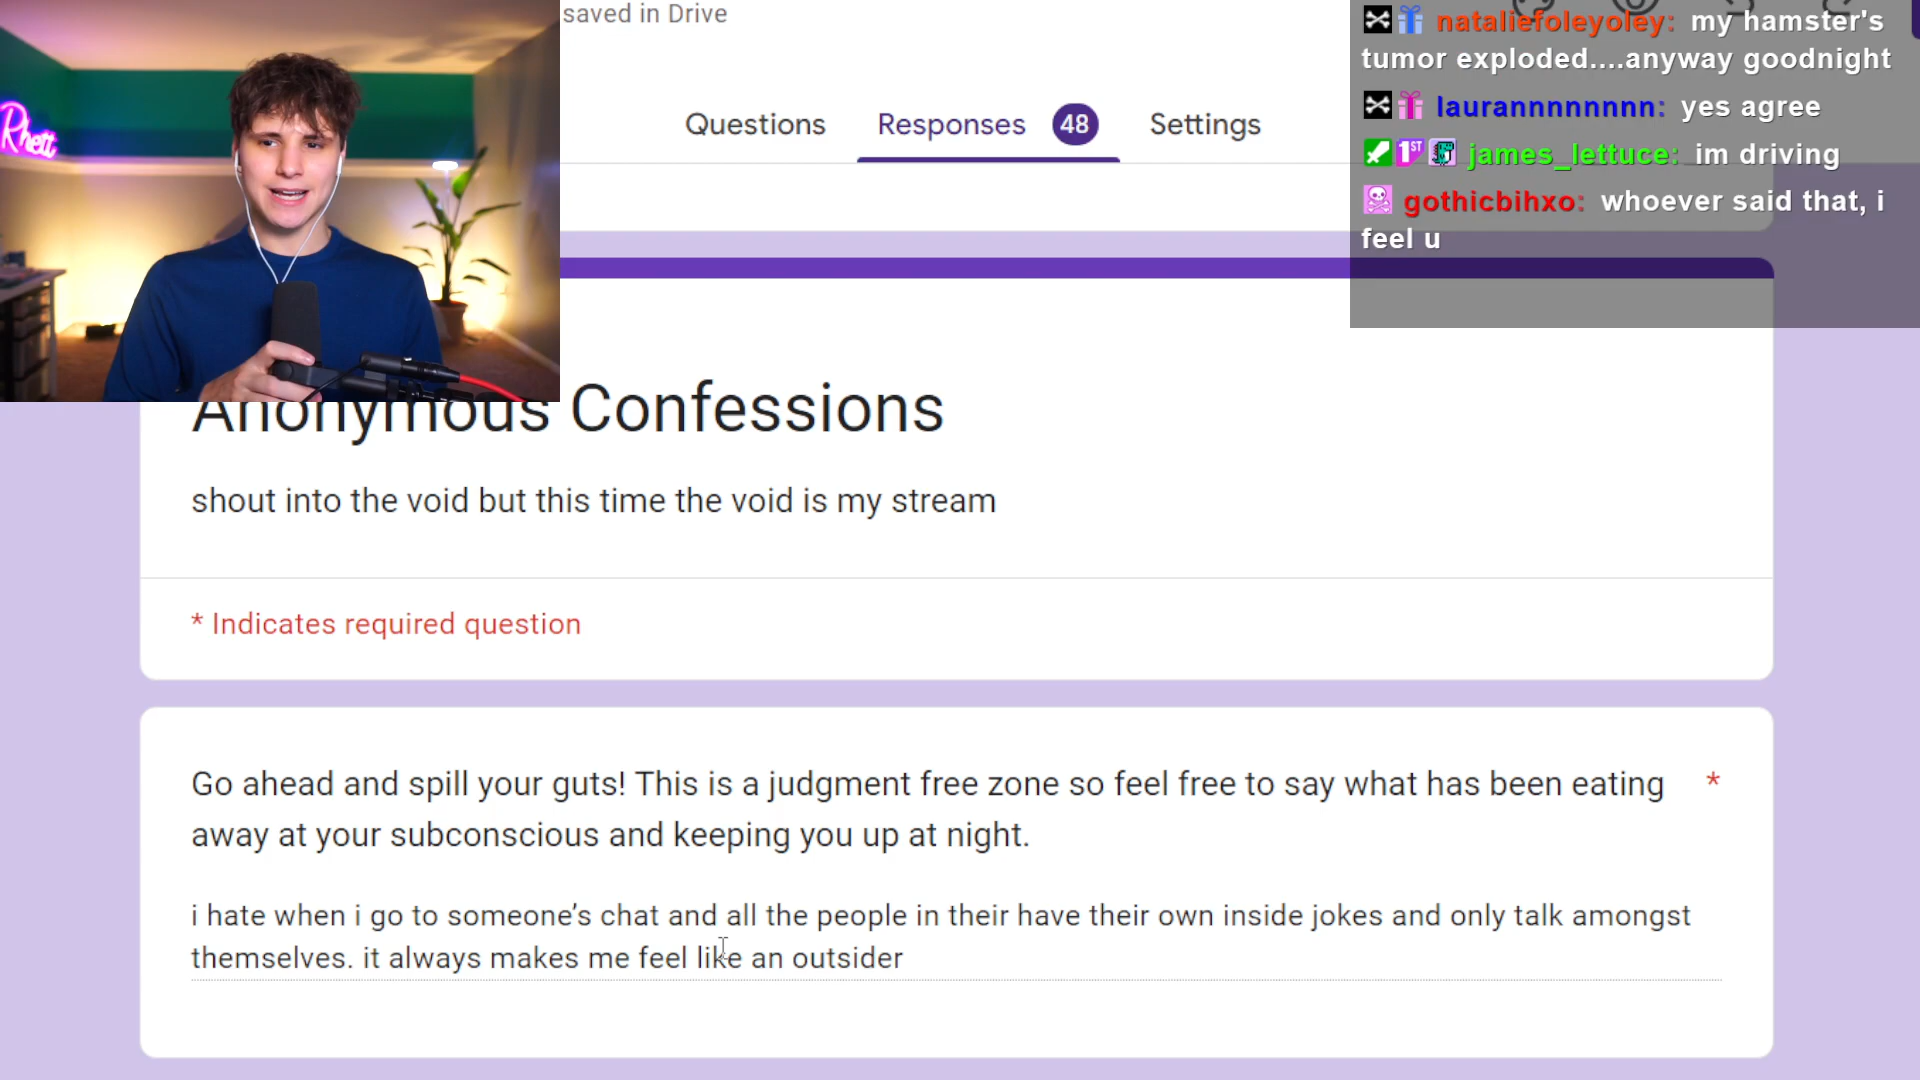 saved in Drive
Rhett
Questions
Responses
48
Settings
nataliefoleyoley: my hamster's
tumor exploded....anyway goodnight
laurannnnnnnn: yes agree
1ST james_lettuce: im driving
gothicbihxo: whoever said that, i
feel u
Anonymous Confessions
shout into the void but this time the void is my stream
* Indicates required question
Go ahead and spill your guts! This is a judgment free zone so feel free to say what has been eating *
away at your subconscious and keeping you up at night.
i hate when i go to someone’s chat and all the people in their have their own inside jokes and only talk amongst
themselves. it always makes me feel like an outsider